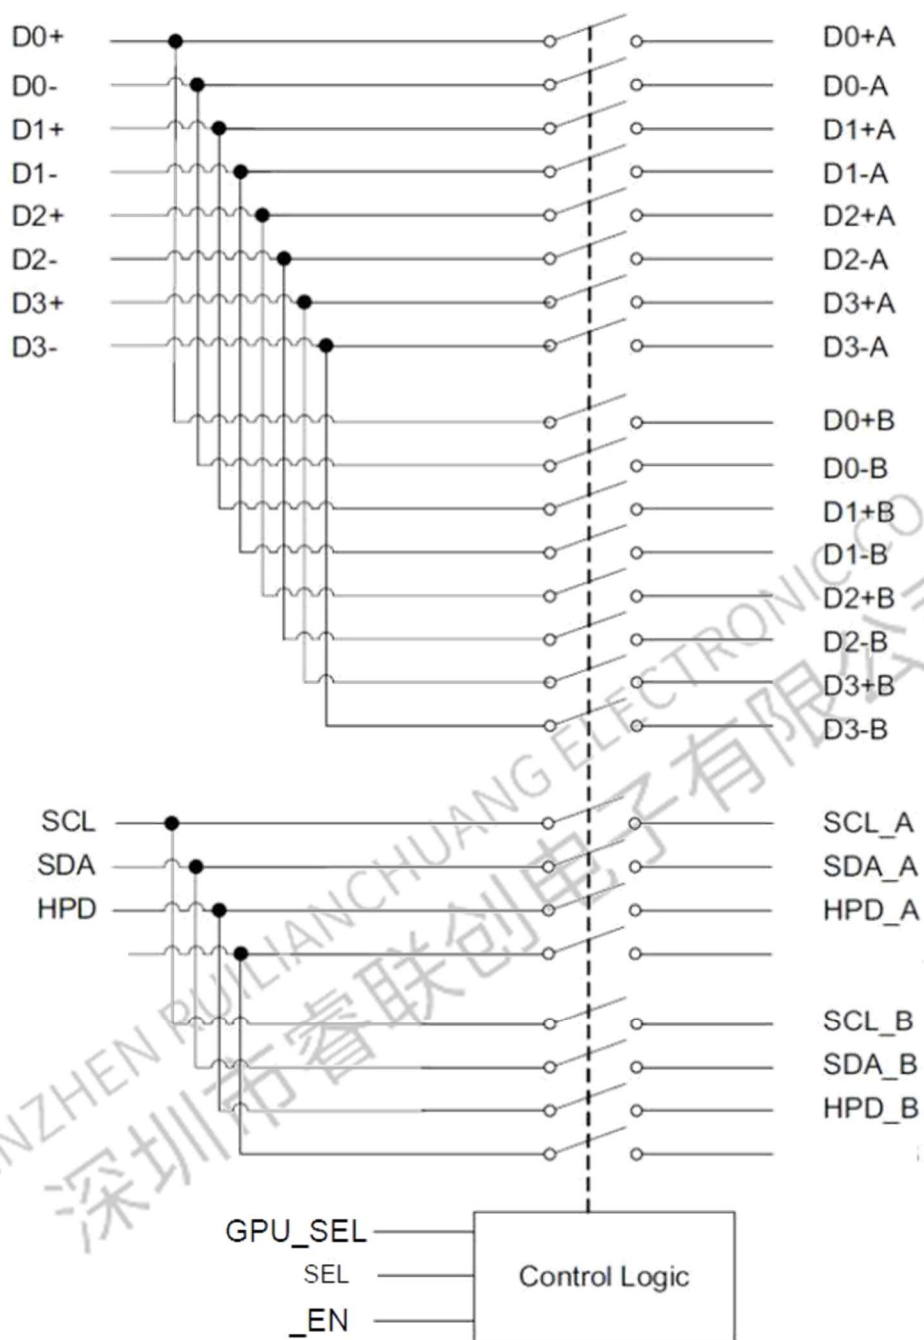 D0+ D0+A
D0- D0-A
D1+ D1+A
D1- D1-A
D2+ D2+A
D2- D2-A
D3+ D3+A
D3- D3-A
D0+B
D0-B
D1+B
D1-B
D2+B
D2-B
D3+B
D3-B
SCL SCL_A
SDA SDA_A
HPD HPD_A
SCL_B
SDA_B
HPD_B
GPU_SEL
SEL
_EN
Control Logic
NZHEN RUILIANCHUANG ELECTRONIC CO
深圳市睿联创电子有限公司